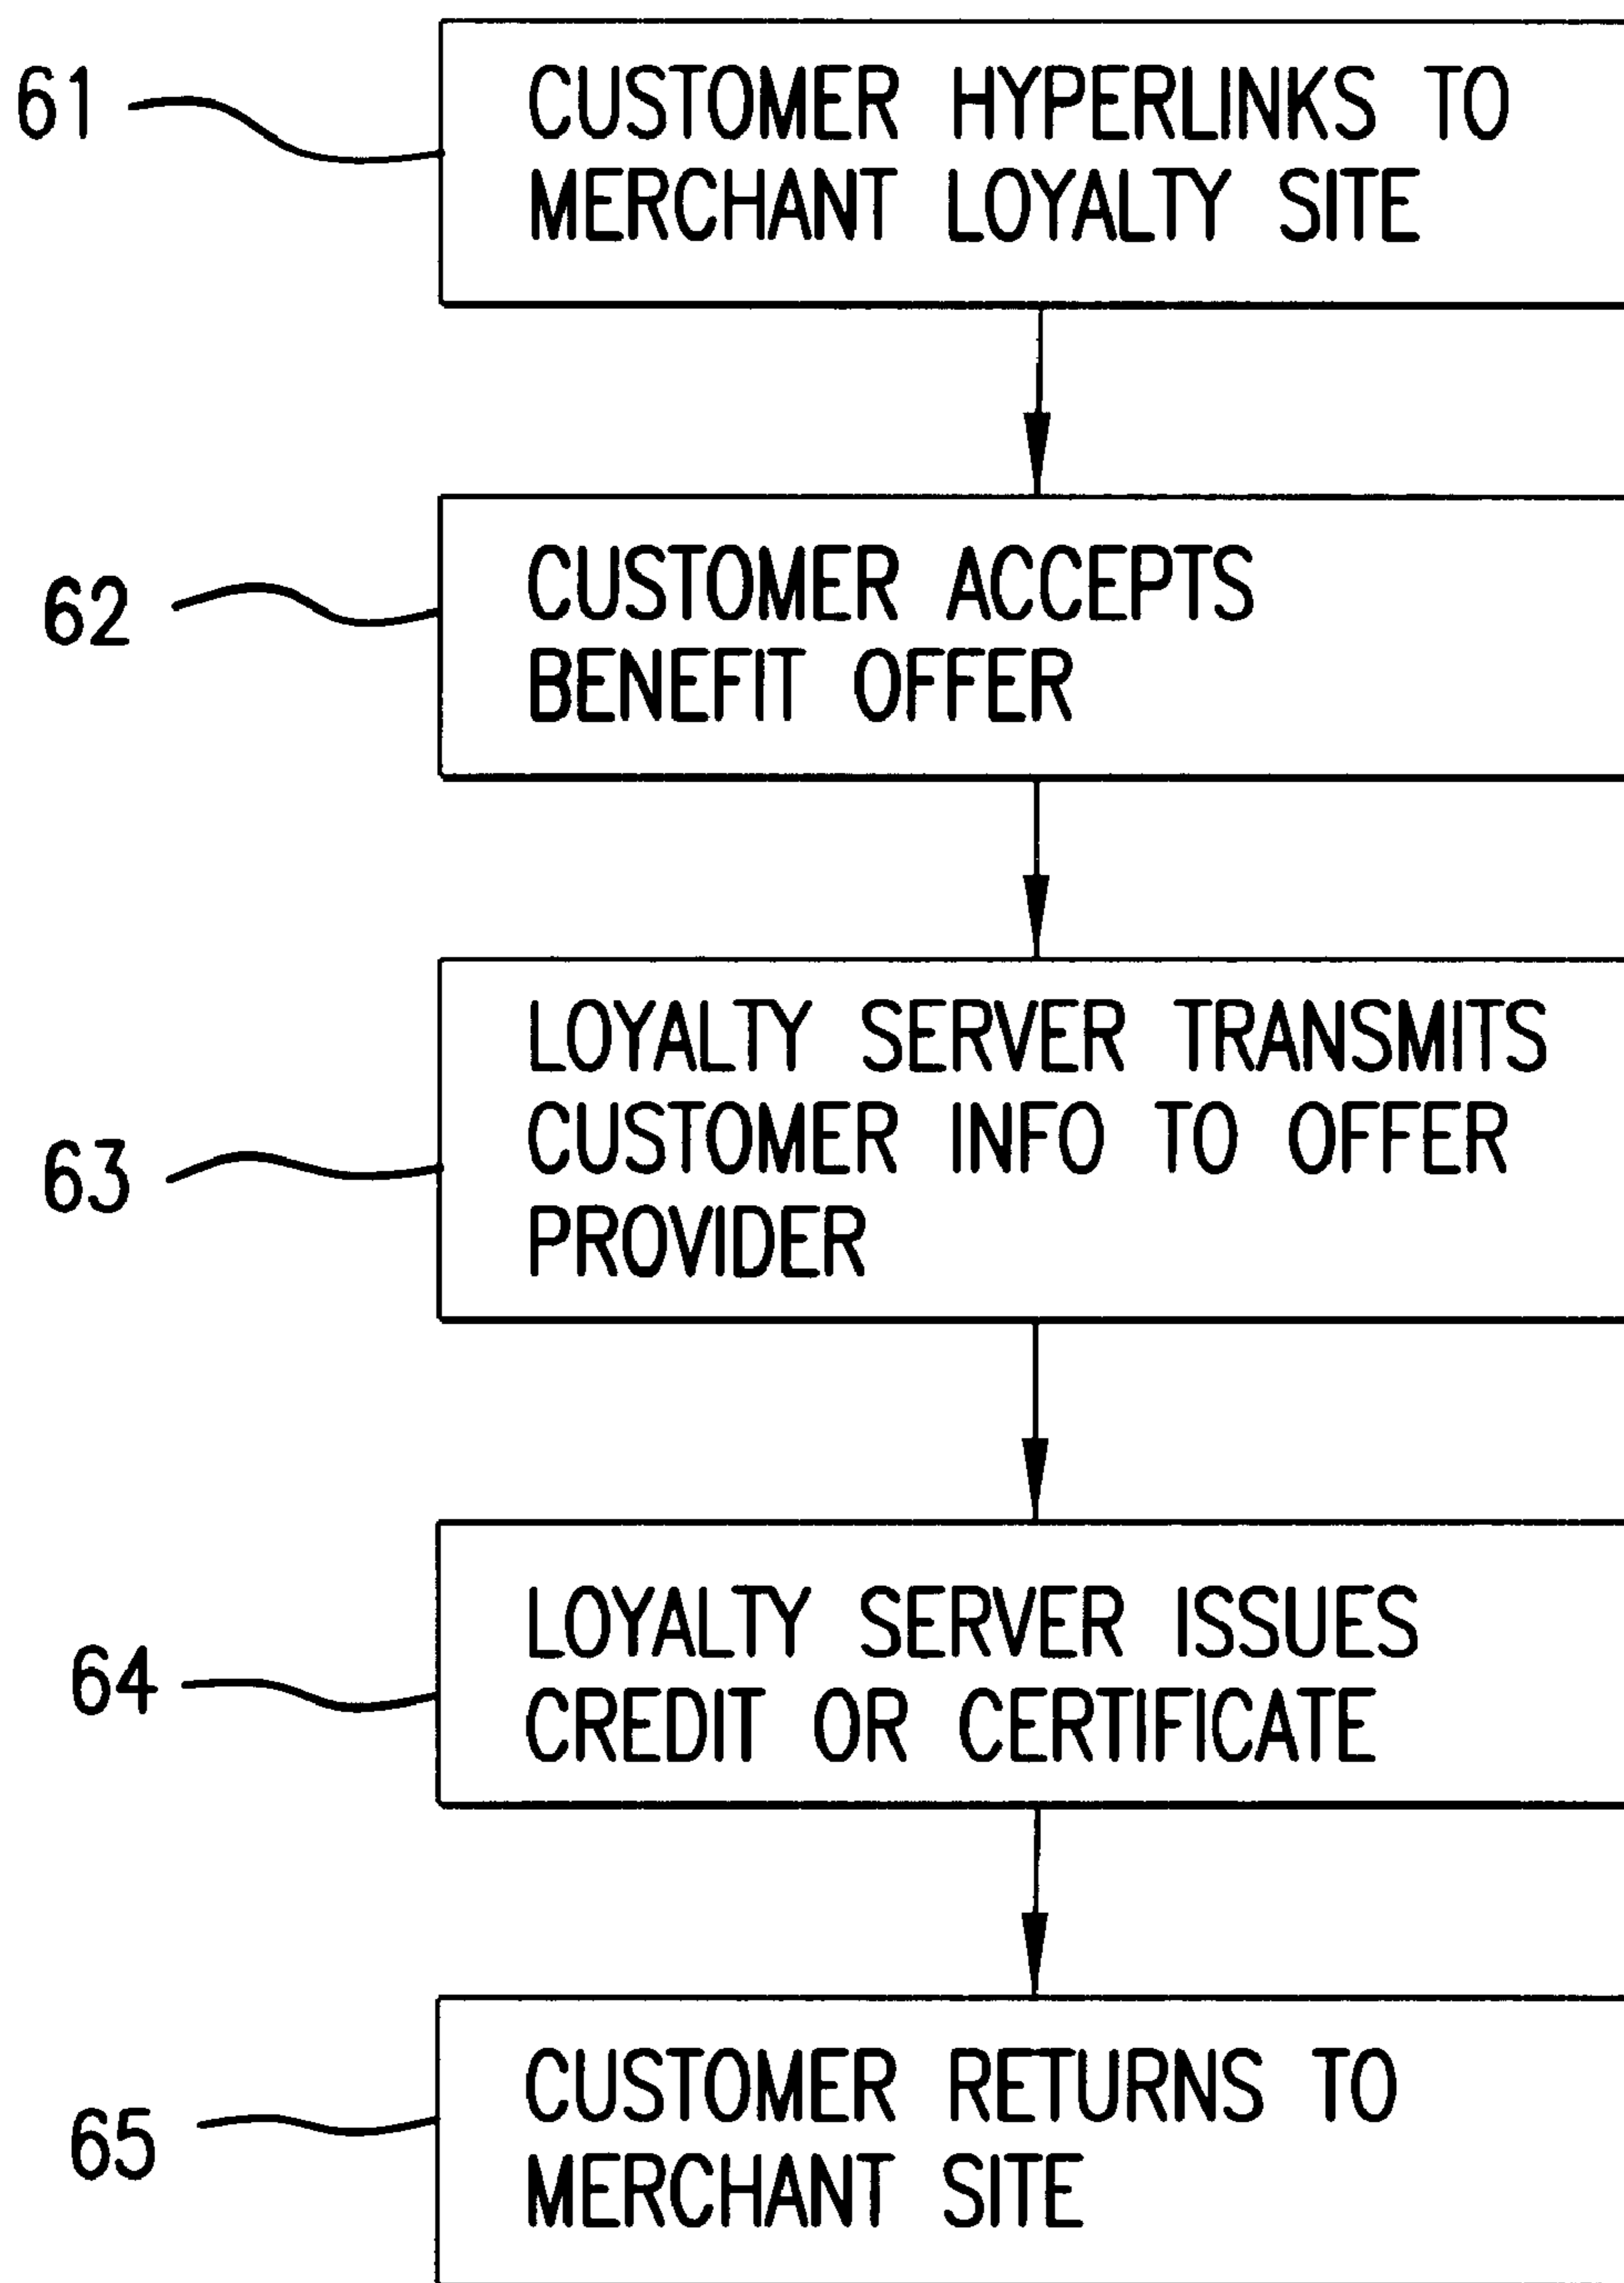 61
CUSTOMER HYPERLINKS TO
MERCHANT LOYALTY SITE
62
CUSTOMER ACCEPTS
BENEFIT OFFER
63
LOYALTY SERVER TRANSMITS
CUSTOMER INFO TO OFFER
PROVIDER
64
LOYALTY SERVER ISSUES
CREDIT OR CERTIFICATE
65
CUSTOMER RETURNS TO
MERCHANT SITE